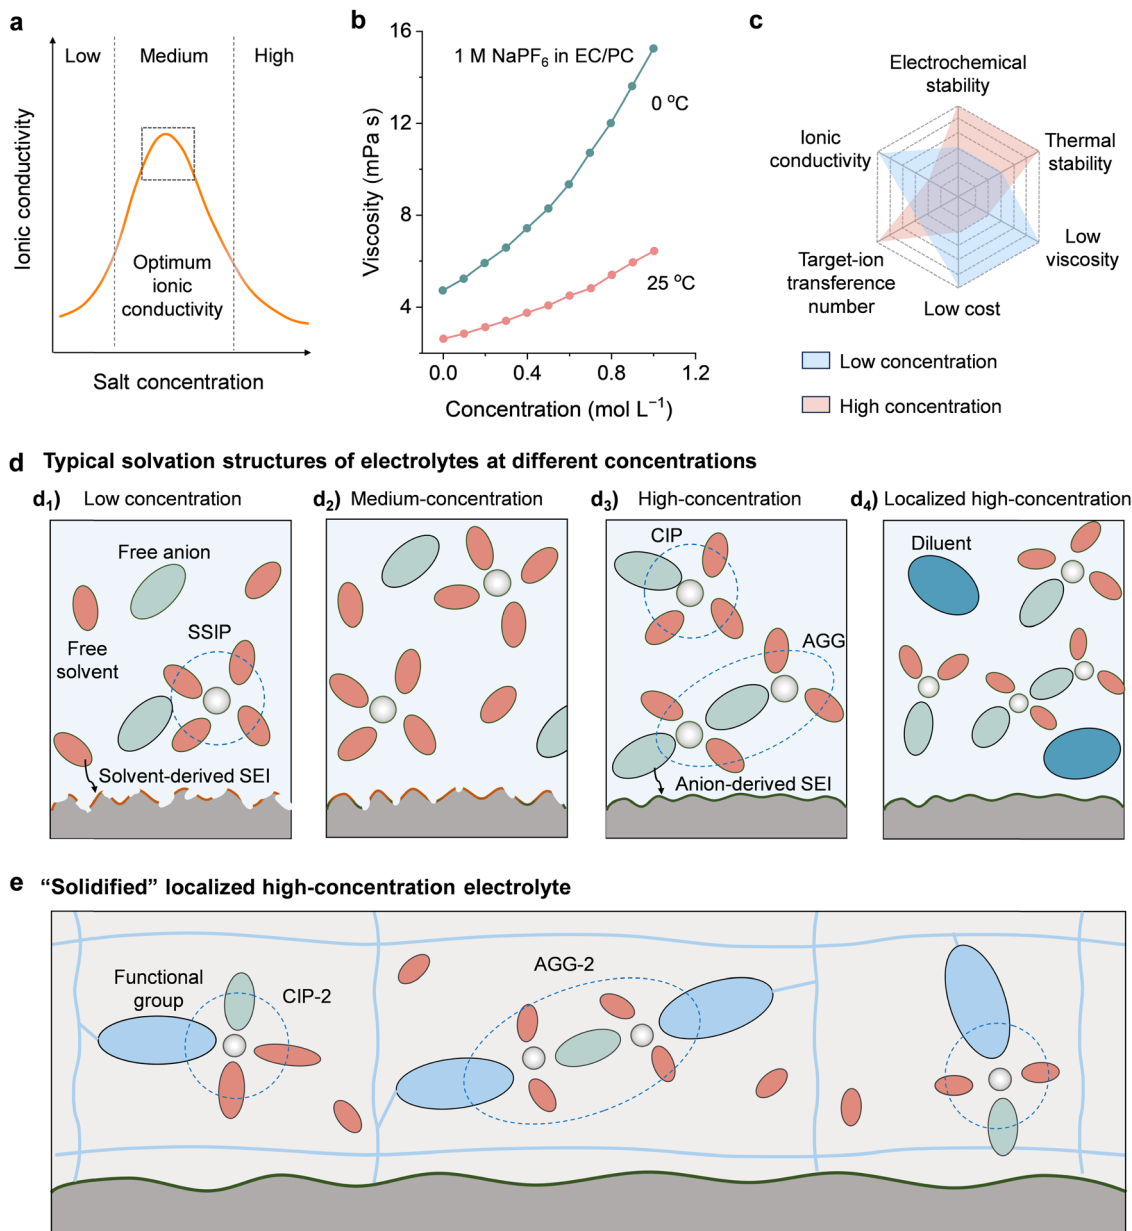 a
Low
Medium
High
Ionic conductivity
Optimum
ionic
conductivity
Salt concentration
b
1 M NaPF₆ in EC/PC
16
12
8
4
0 °C
25 °C
Viscosity (mPa s)
0.0
0.4
0.8
1.2
Concentration (mol L⁻¹)
c
Electrochemical
stability
Ionic
conductivity
Thermal
stability
Target-ion
transference
number
Low
viscosity
Low cost
Low concentration
High concentration
d Typical solvation structures of electrolytes at different concentrations
d₁) Low concentration
Free anion
Free
solvent
SSIP
Solvent-derived SEI
d₂) Medium-concentration
d₃) High-concentration
CIP
AGG
Anion-derived SEI
d₄) Localized high-concentration
Diluent
e “Solidified” localized high-concentration electrolyte
Functional
group
CIP-2
AGG-2